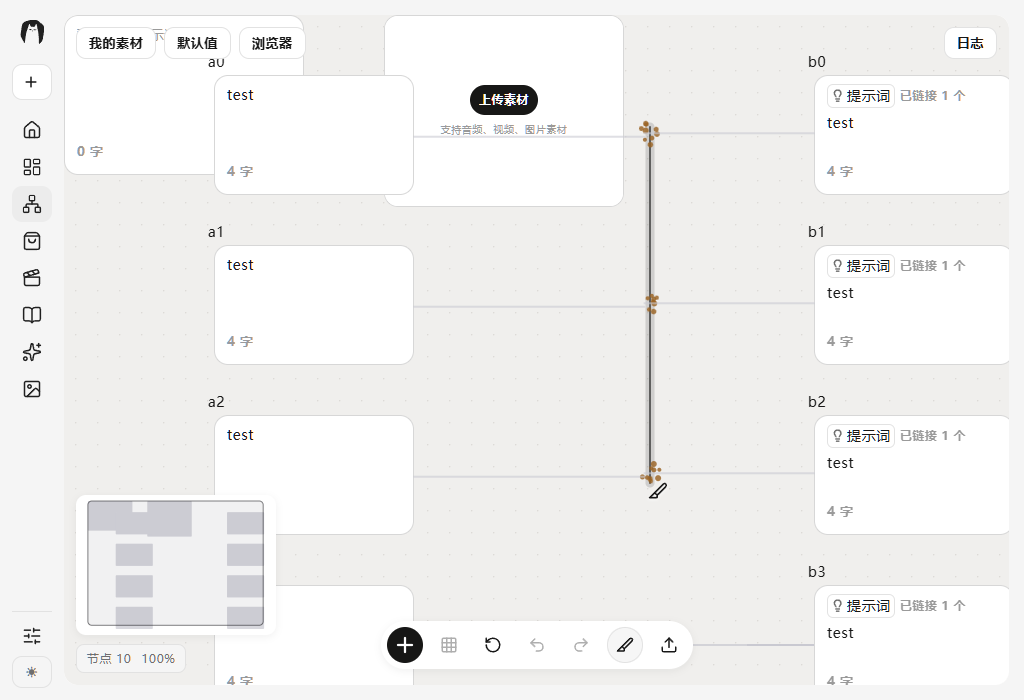 我的素材
默认值
浏览器
日志
示
0 字
上传素材
支持音频、视频、图片素材
a0
test
4 字
b0
提示词 已链接 1 个
test
4 字
a1
test
4 字
b1
提示词 已链接 1 个
test
4 字
a2
test
b2
提示词 已链接 1 个
test
4 字
4 字
b3
提示词 已链接 1 个
test
4 字
节点 10 100%